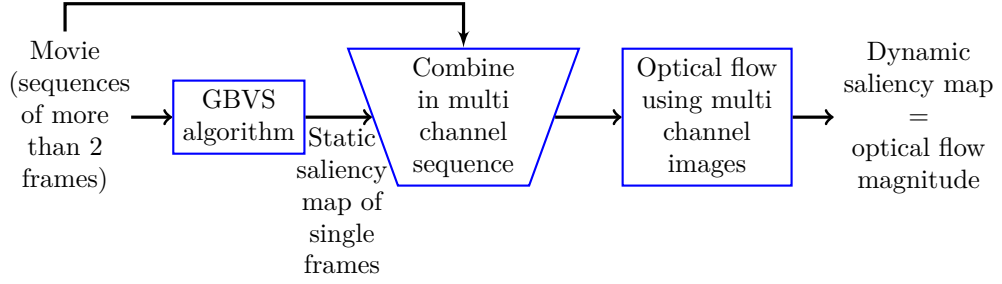 Movie
(sequences
of more
than 2
frames)
GBVS
algorithm
Static
saliency
map of
single
frames
Combine
in multi
channel
sequence
Optical flow
using multi
channel
images
Dynamic
saliency map
=
optical flow
magnitude